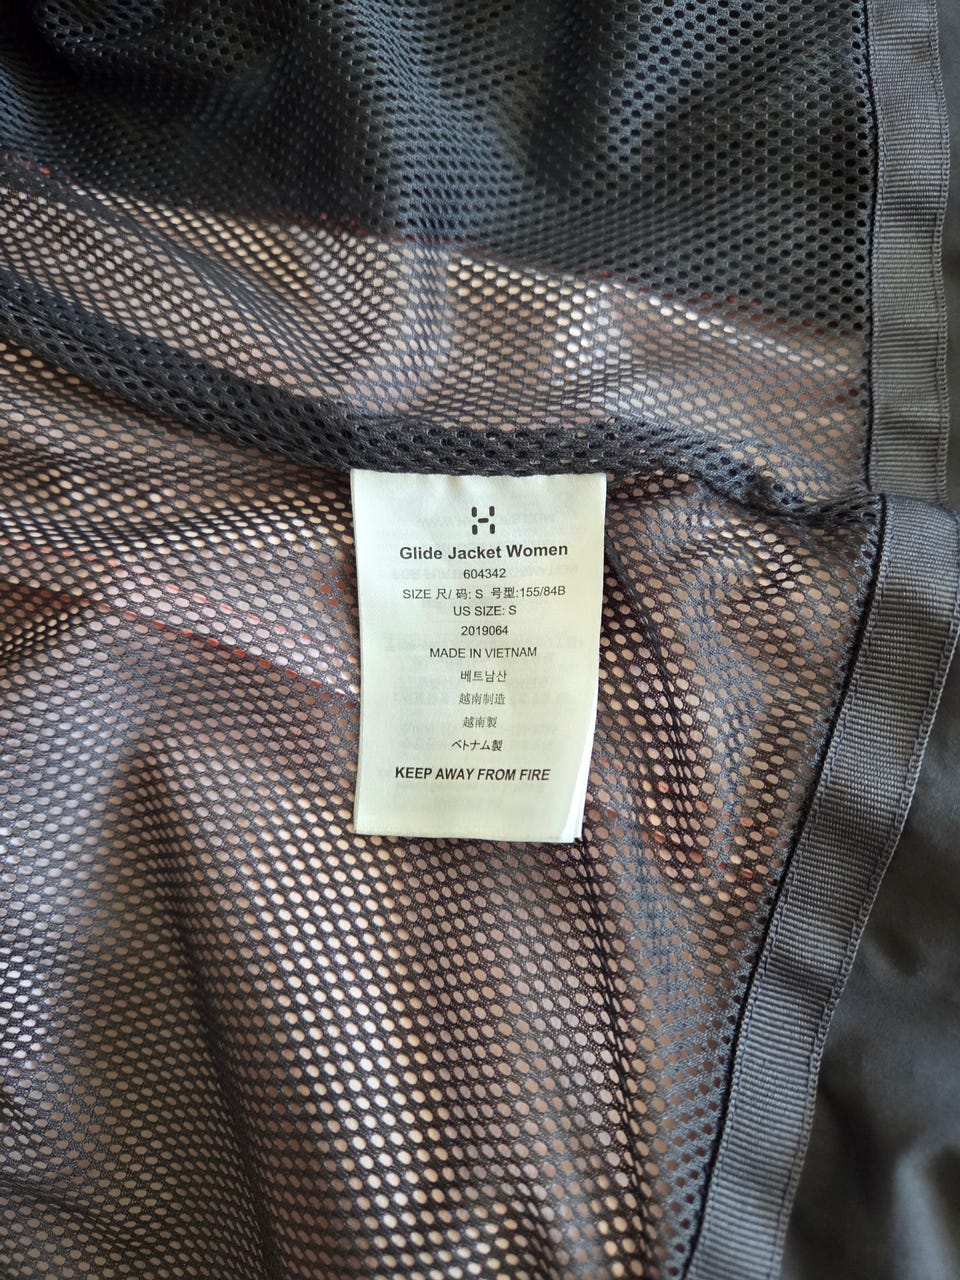 Glide Jacket Women
604342
SIZE 尺/ 码: S 号型:155/84B
US SIZE: S
2019064
MADE IN VIETNAM
베트남산
越南制造
越南製
ベトナム製
KEEP AWAY FROM FIRE